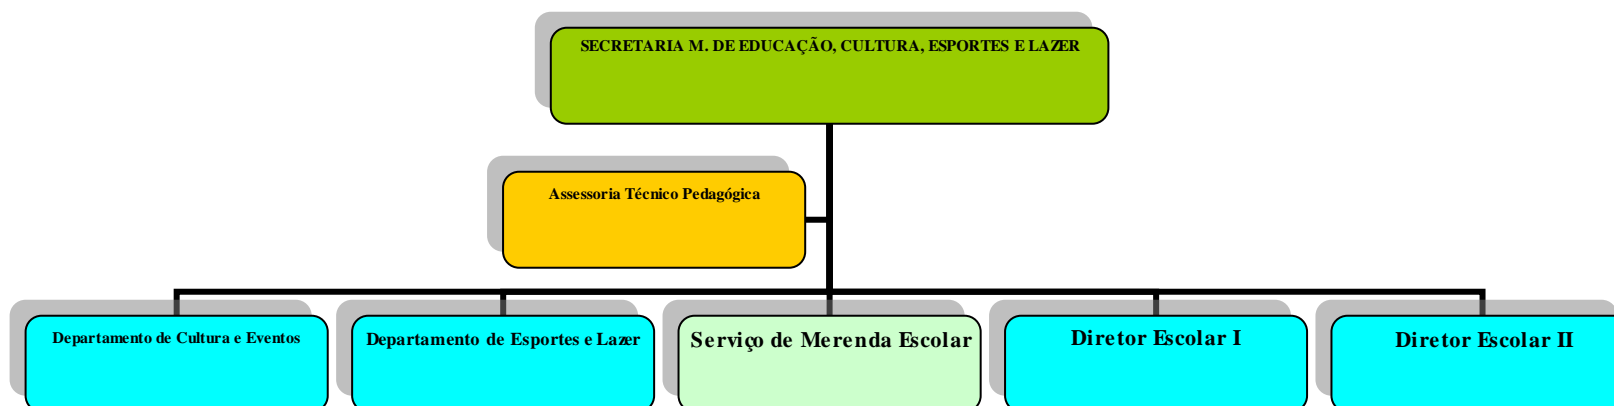 SECRETARIA M. DE EDUCAÇÃO, CULTURA, ESPORTES E LAZER
Assessoria Técnico Pedagógica
Departamento de Cultura e Eventos
Departamento de Esportes e Lazer
Serviço de Merenda Escolar
Diretor Escolar I
Diretor Escolar II